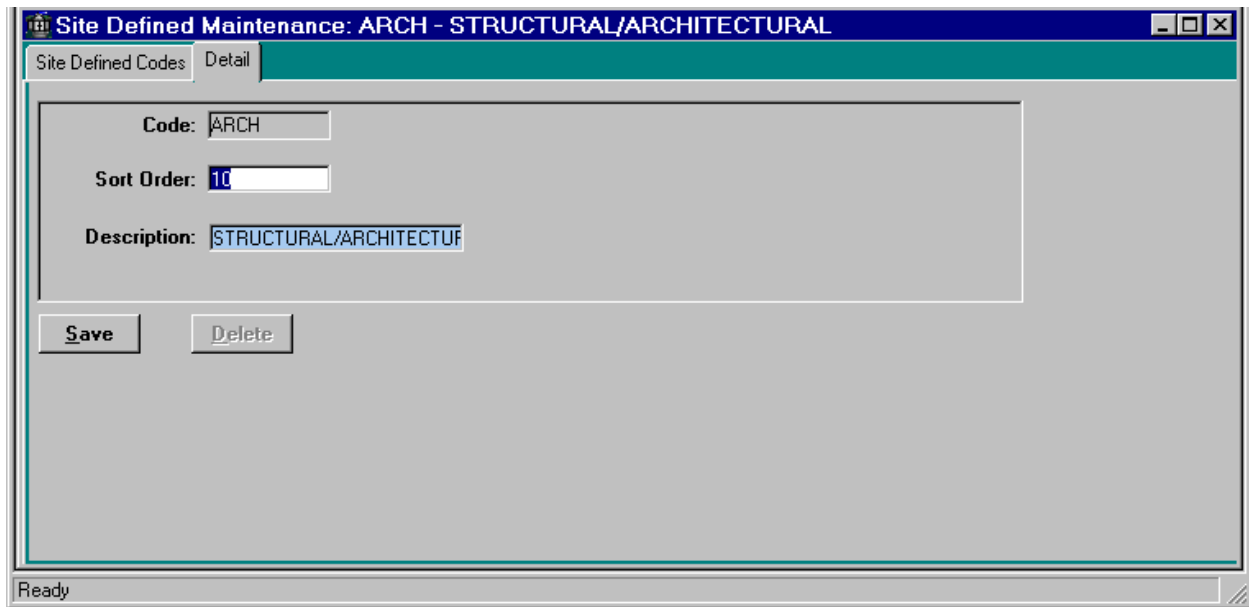 Site Defined Maintenance: ARCH - STRUCTURAL/ARCHITECTURAL
Site Defined Codes Detail
Code: ARCH
Sort Order: 10
Description: STRUCTURAL/ARCHITECTUR
Save Delete
Ready